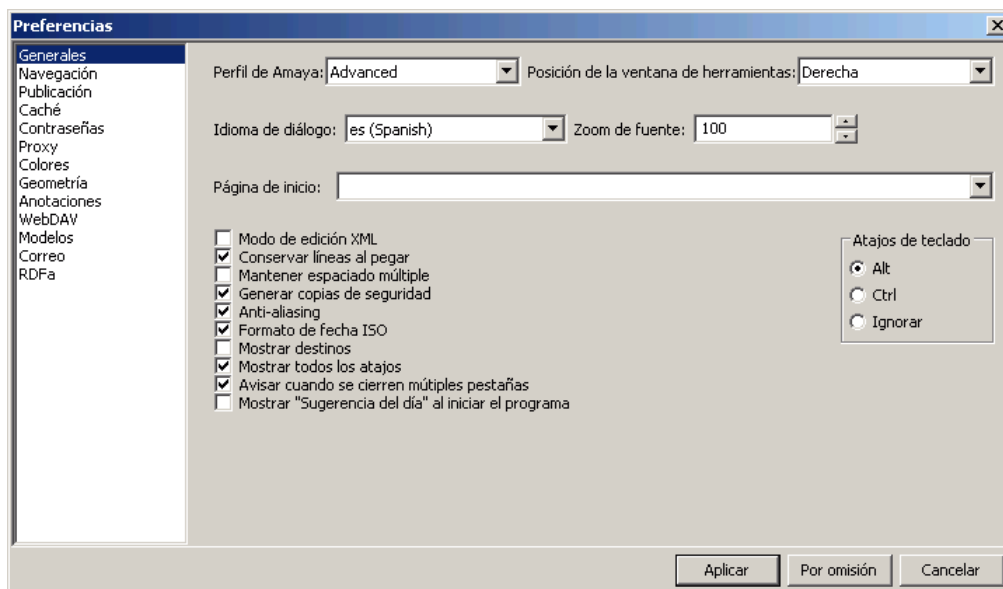 Preferencias
Generales
Navegación
Publicación
Caché
Contraseñas
Proxy
Colores
Geometría
Anotaciones
WebDAV
Modelos
Correo
RDFa
Perfil de Amaya: Advanced Posición de la ventana de herramientas: Derecha
Idioma de diálogo: es (Spanish) Zoom de fuente: 100
Página de inicio:
Modo de edición XML
Conservar líneas al pegar
Mantener espaciado múltiple
Generar copias de seguridad
Anti-aliasing
Formato de fecha ISO
Mostrar destinos
Mostrar todos los atajos
Avisar cuando se cierren mútiples pestañas
Mostrar "Sugerencia del día" al iniciar el programa
Atajos de teclado
Alt
Ctrl
Ignorar
Aplicar Por omisión Cancelar